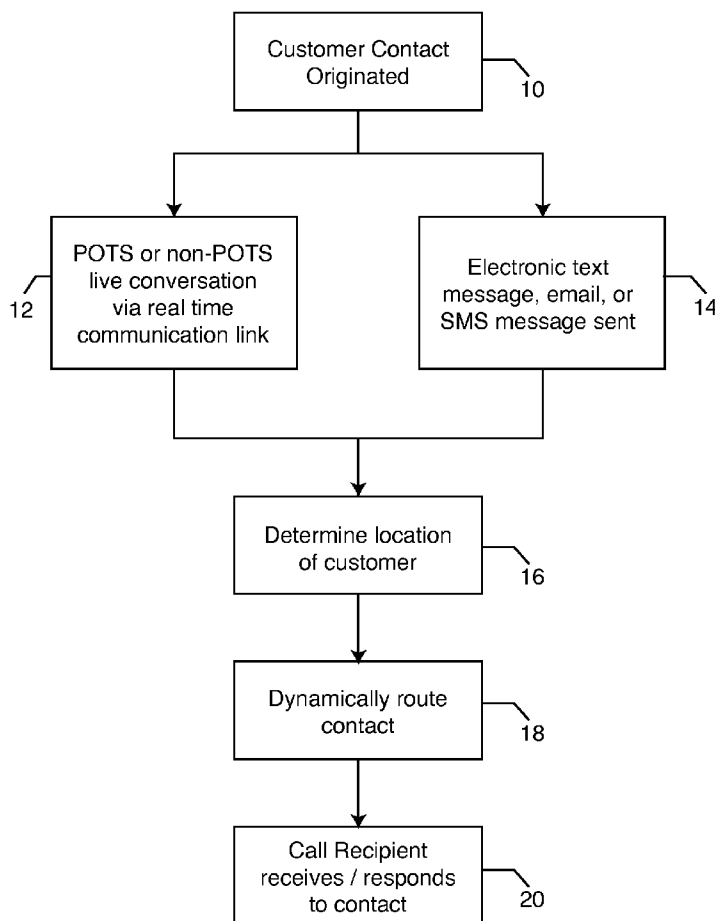 Customer Contact
Originated
10
POTS or non-POTS
live conversation
via real time
communication link
12
Electronic text
message, email, or
SMS message sent
14
Determine location
of customer
16
Dynamically route
contact
18
Call Recipient
receives / responds
to contact
20